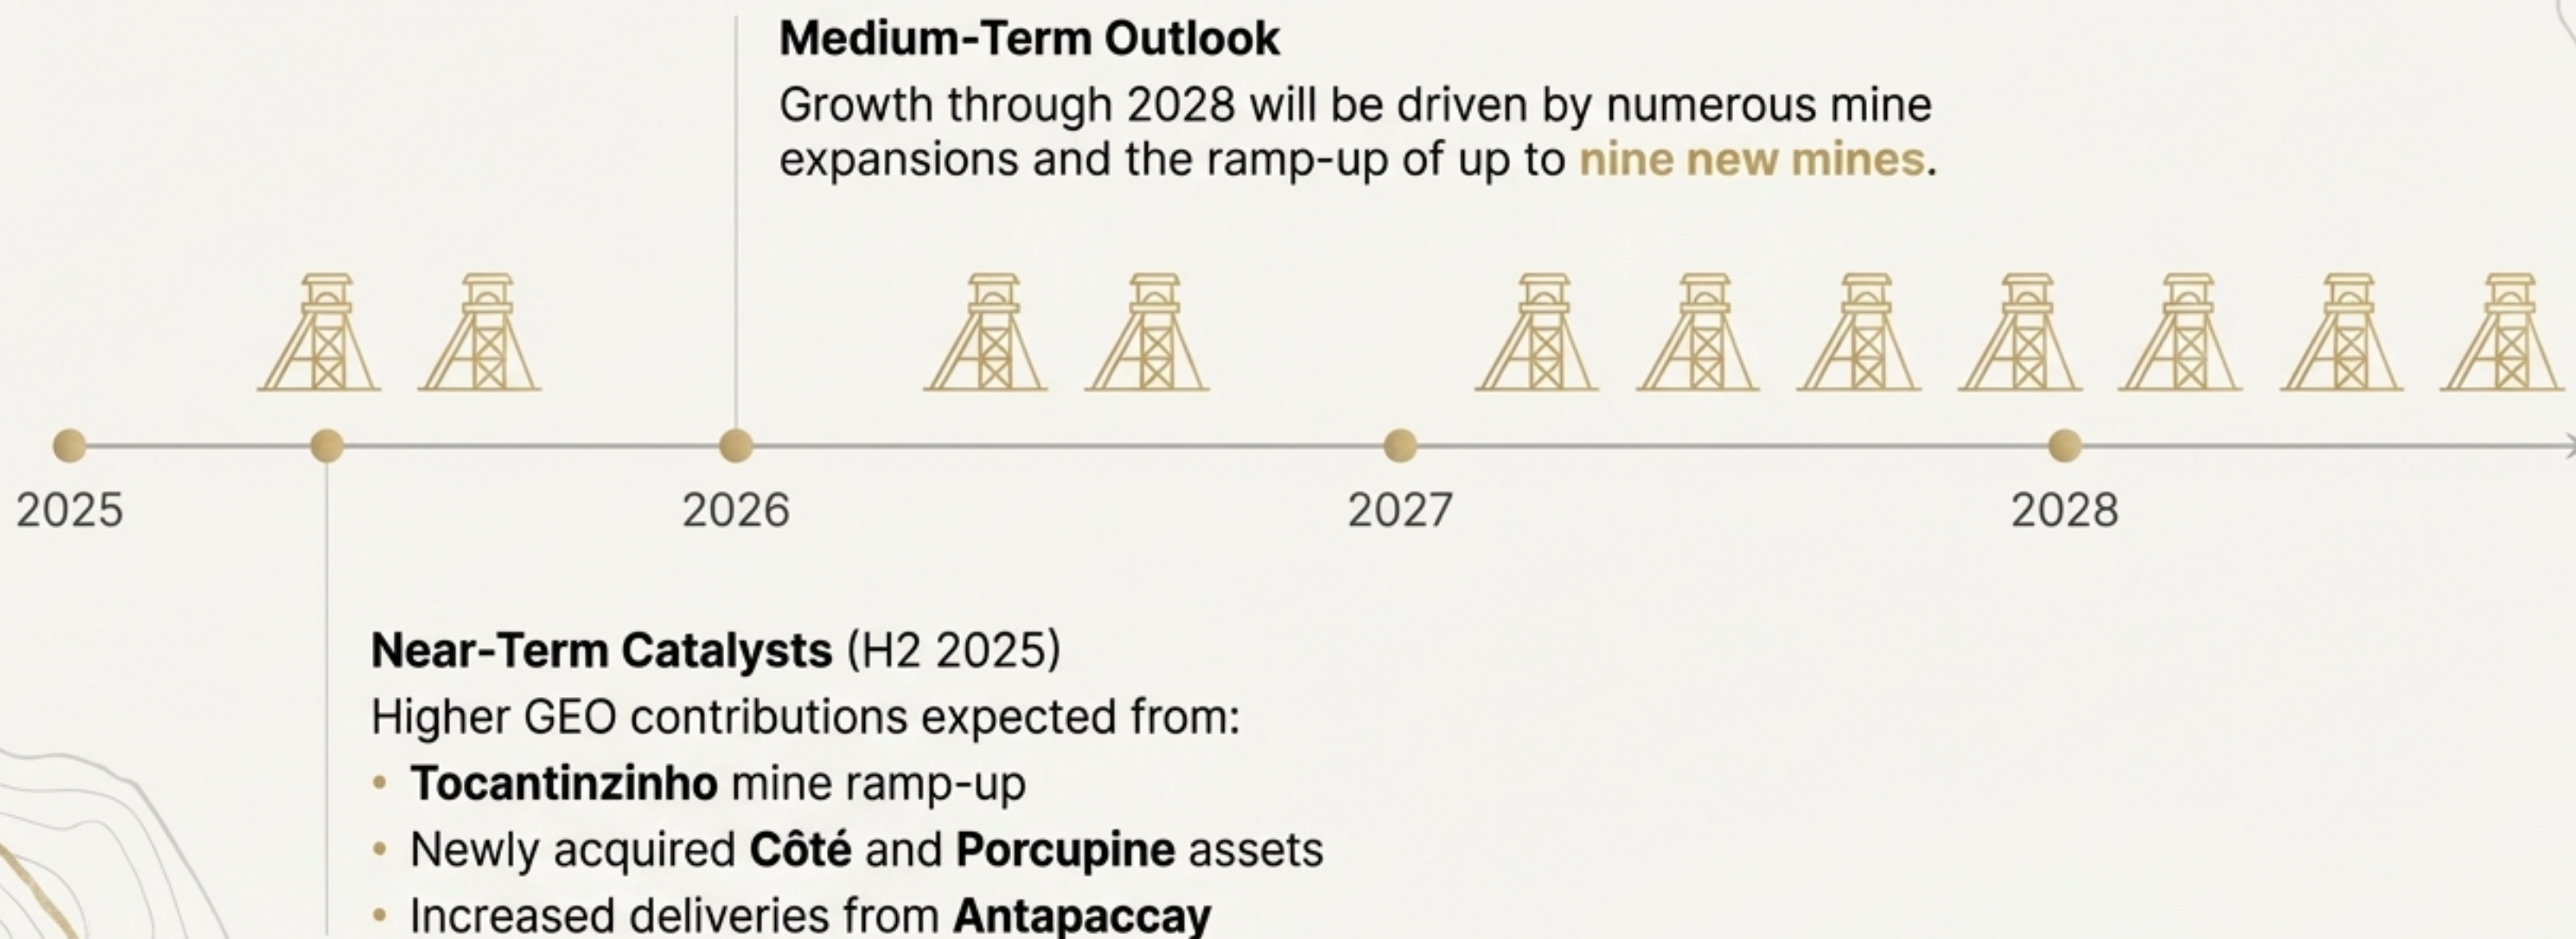 Medium-Term Outlook
Growth through 2028 will be driven by numerous mine
expansions and the ramp-up of up to nine new mines.
2025
2026
2027
2028
Near-Term Catalysts (H2 2025)
Higher GEO contributions expected from:
• Tocantinzinho mine ramp-up
• Newly acquired Côté and Porcupine assets
• Increased deliveries from Antapaccay